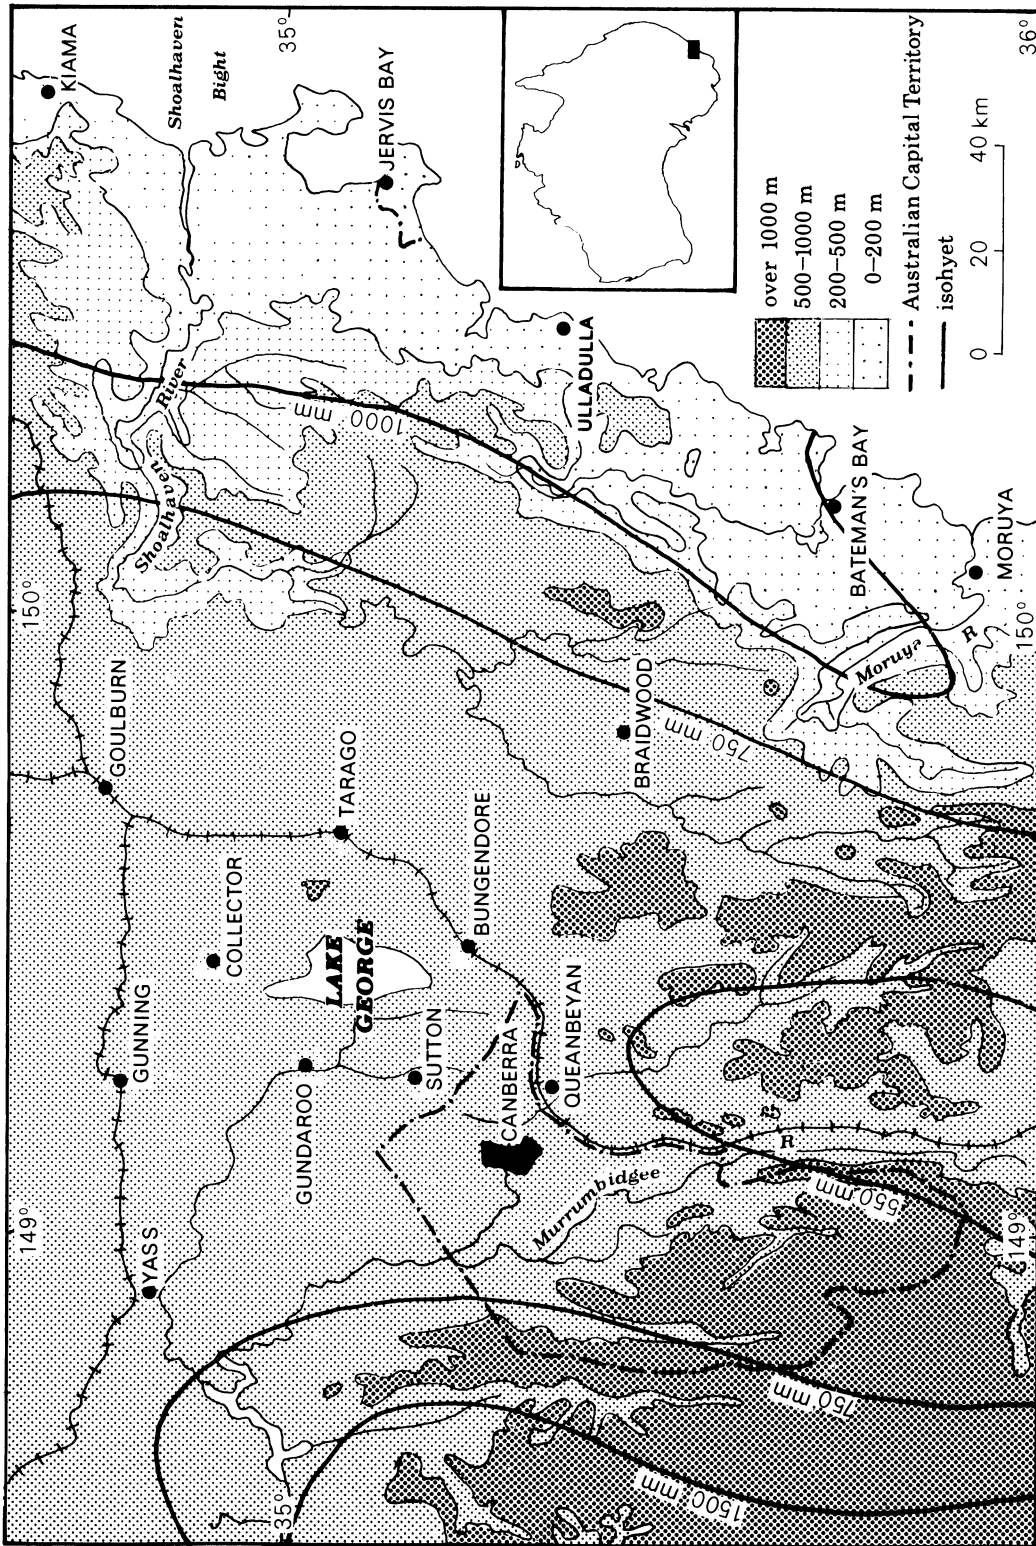 149°
150°
KIAMA
Shoalhaven
Bight
35°
35°
JERVIS BAY
GOULBURN
GUNNING
YASS
COLLECTOR
TARAGO
Shoalhaven
River
LAKE
GEORGE
GUNDAROO
SUTTON
BUNGENDORE
CANBERRA
QUEANBEYAN
Murrumbidgee
R
BRAIDWOOD
ULLADULLA
1000
mm
750 mm
550 mm
750 mm
1500 mm
BATEMAN'S BAY
Moruya
R
MORUYA
149°
150°
36°
over 1000 m
500–1000 m
200–500 m
0–200 m
Australian Capital Territory
isohyet
0 20 40 km